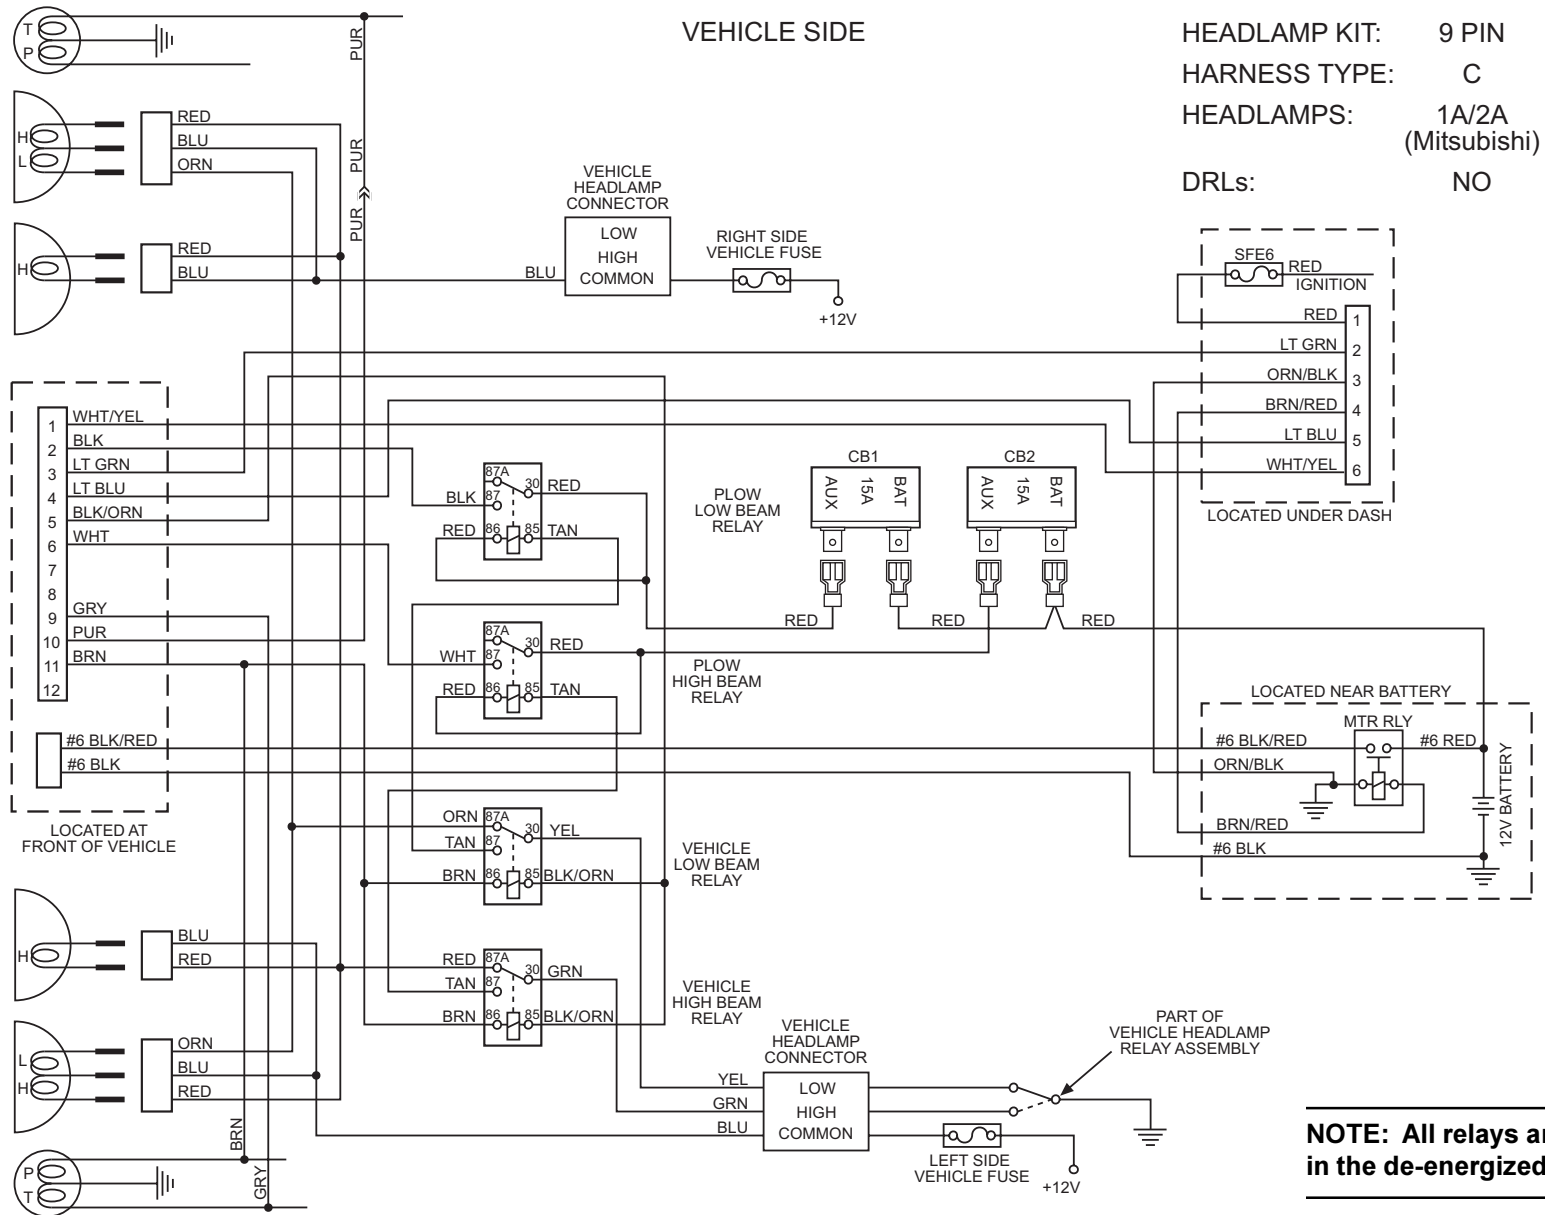 VEHICLE SIDE
HEADLAMP KIT: 9 PIN
HARNESS TYPE: C
HEADLAMPS: 1A/2A
(Mitsubishi)
DRLs: NO
T
P
PUR
H
L
RED
BLU
ORN
PUR
PUR
H
RED
BLU
BLU
VEHICLE
HEADLAMP
CONNECTOR
LOW
HIGH
COMMON
RIGHT SIDE
VEHICLE FUSE
+12V
SFE6
RED
IGNITION
RED 1
LT GRN 2
ORN/BLK 3
BRN/RED 4
LT BLU 5
WHT/YEL 6
LOCATED UNDER DASH
1 WHT/YEL
2 BLK
3 LT GRN
4 LT BLU
5 BLK/ORN
6 WHT
7
8
9 GRY
10 PUR
11 BRN
12
#6 BLK/RED
#6 BLK
LOCATED AT
FRONT OF VEHICLE
87A
30 RED
BLK 87
RED 86 85 TAN
PLOW
LOW BEAM
RELAY
CB1
AUX 15A BAT
CB2
AUX 15A BAT
RED
RED
RED
87A
30 RED
WHT 87
RED 86 85 TAN
PLOW
HIGH BEAM
RELAY
LOCATED NEAR BATTERY
MTR RLY
#6 BLK/RED
#6 RED
ORN/BLK
BRN/RED
#6 BLK
12V BATTERY
ORN 87A
30 YEL
TAN 87
BRN 86 85 BLK/ORN
VEHICLE
LOW BEAM
RELAY
H
BLU
RED
RED 87A
30 GRN
TAN 87
BRN 86 85 BLK/ORN
VEHICLE
HIGH BEAM
RELAY
L
H
ORN
BLU
RED
VEHICLE
HEADLAMP
CONNECTOR
YEL
GRN
BLU
LOW
HIGH
COMMON
PART OF
VEHICLE HEADLAMP
RELAY ASSEMBLY
LEFT SIDE
VEHICLE FUSE
+12V
BRN
GRY
P
T
NOTE: All relays a
in the de-energized